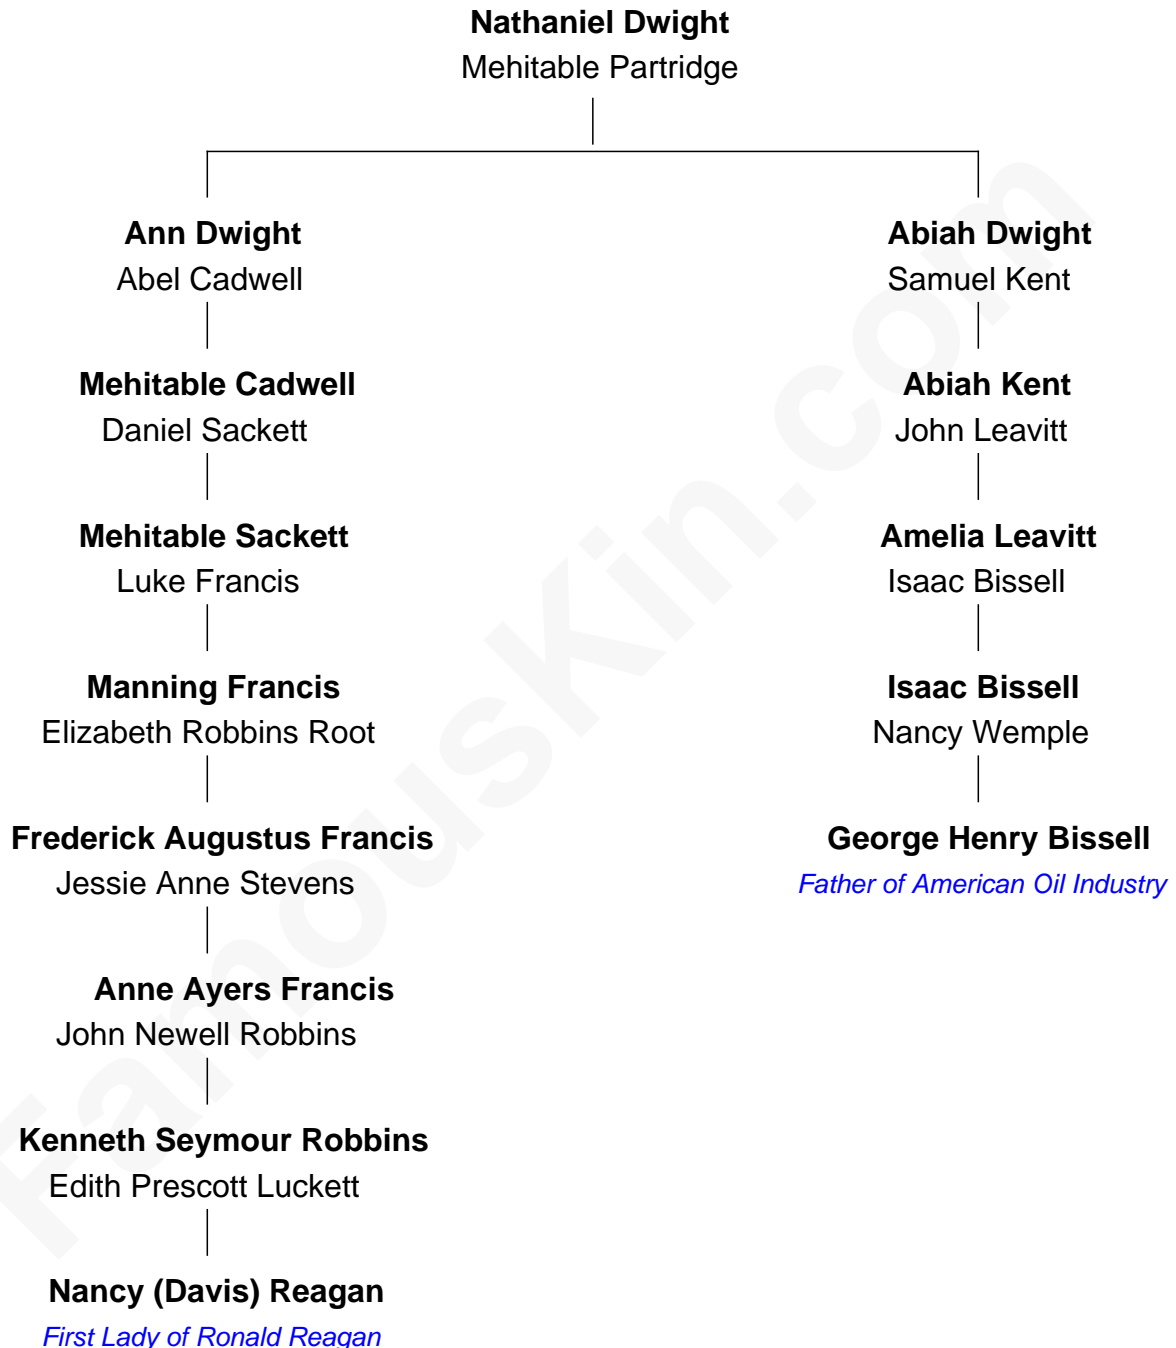 Nathaniel Dwight
Mehitable Partridge
Ann Dwight
Abel Cadwell
Abiah Dwight
Samuel Kent
Mehitable Cadwell
Daniel Sackett
Abiah Kent
John Leavitt
Mehitable Sackett
Luke Francis
Amelia Leavitt
Isaac Bissell
Manning Francis
Elizabeth Robbins Root
Isaac Bissell
Nancy Wemple
Frederick Augustus Francis
Jessie Anne Stevens
George Henry Bissell
Father of American Oil Industry
Anne Ayers Francis
John Newell Robbins
Kenneth Seymour Robbins
Edith Prescott Luckett
Nancy (Davis) Reagan
First Lady of Ronald Reagan
FamousKin.com